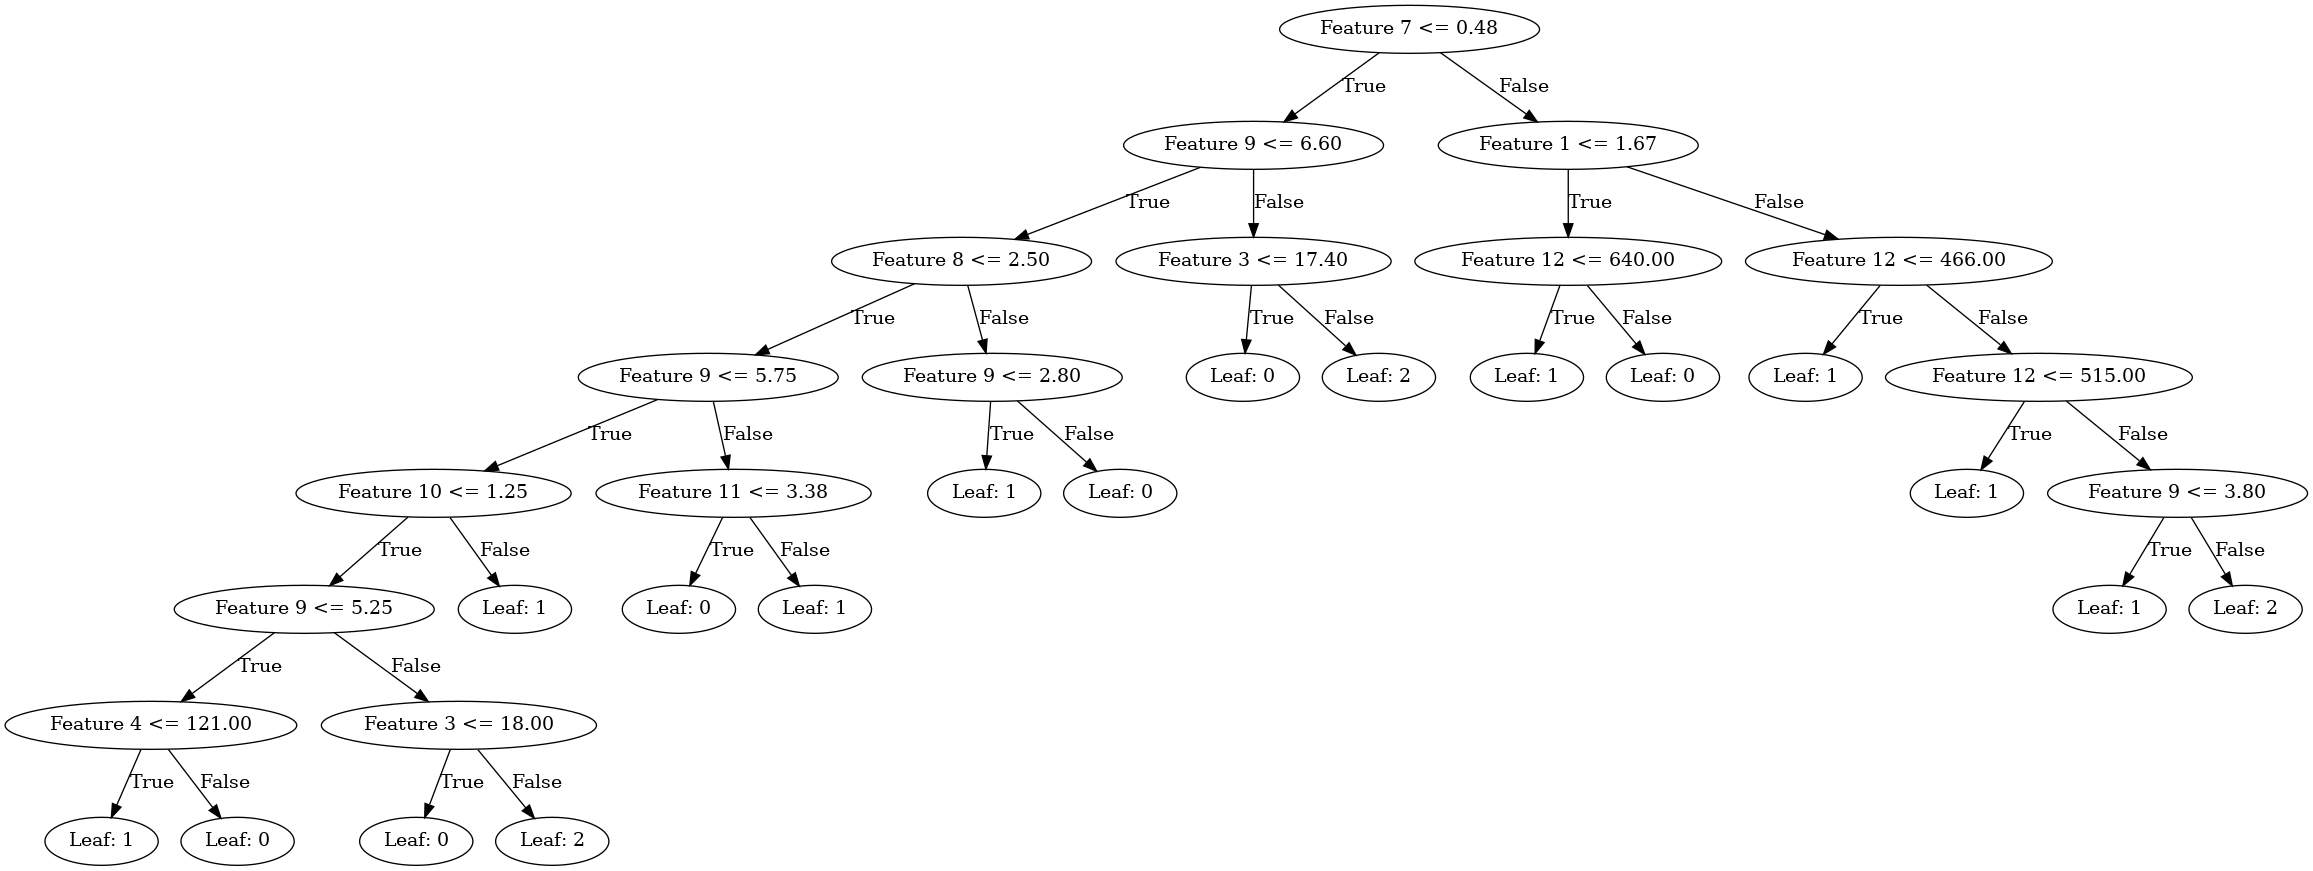 Feature 7 <= 0.48
True
False
Feature 9 <= 6.60
Feature 1 <= 1.67
True
False
True
False
Feature 8 <= 2.50
Feature 3 <= 17.40
Feature 12 <= 640.00
Feature 12 <= 466.00
True
False
True
False
True
False
True
False
Feature 9 <= 5.75
Feature 9 <= 2.80
Leaf: 0
Leaf: 2
Leaf: 1
Leaf: 0
Leaf: 1
Feature 12 <= 515.00
True
False
True
False
True
False
Feature 10 <= 1.25
Feature 11 <= 3.38
Leaf: 1
Leaf: 0
Leaf: 1
Feature 9 <= 3.80
True
False
True
False
True
False
Feature 9 <= 5.25
Leaf: 1
Leaf: 0
Leaf: 1
Leaf: 1
Leaf: 2
True
False
Feature 4 <= 121.00
Feature 3 <= 18.00
True
False
True
False
Leaf: 1
Leaf: 0
Leaf: 0
Leaf: 2